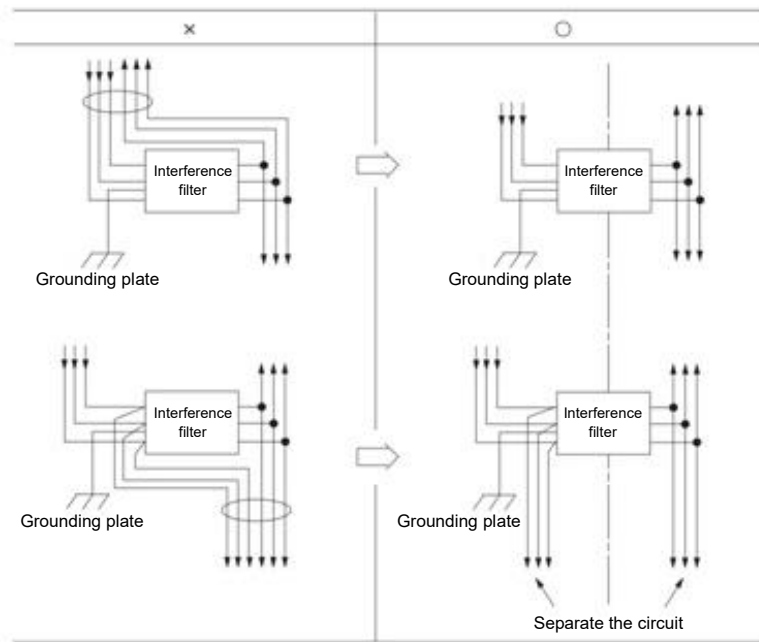 × ○
Interference
filter
Grounding plate
Interference
filter
Grounding plate
Interference
filter
Grounding plate
Interference
filter
Grounding plate
Separate the circuit